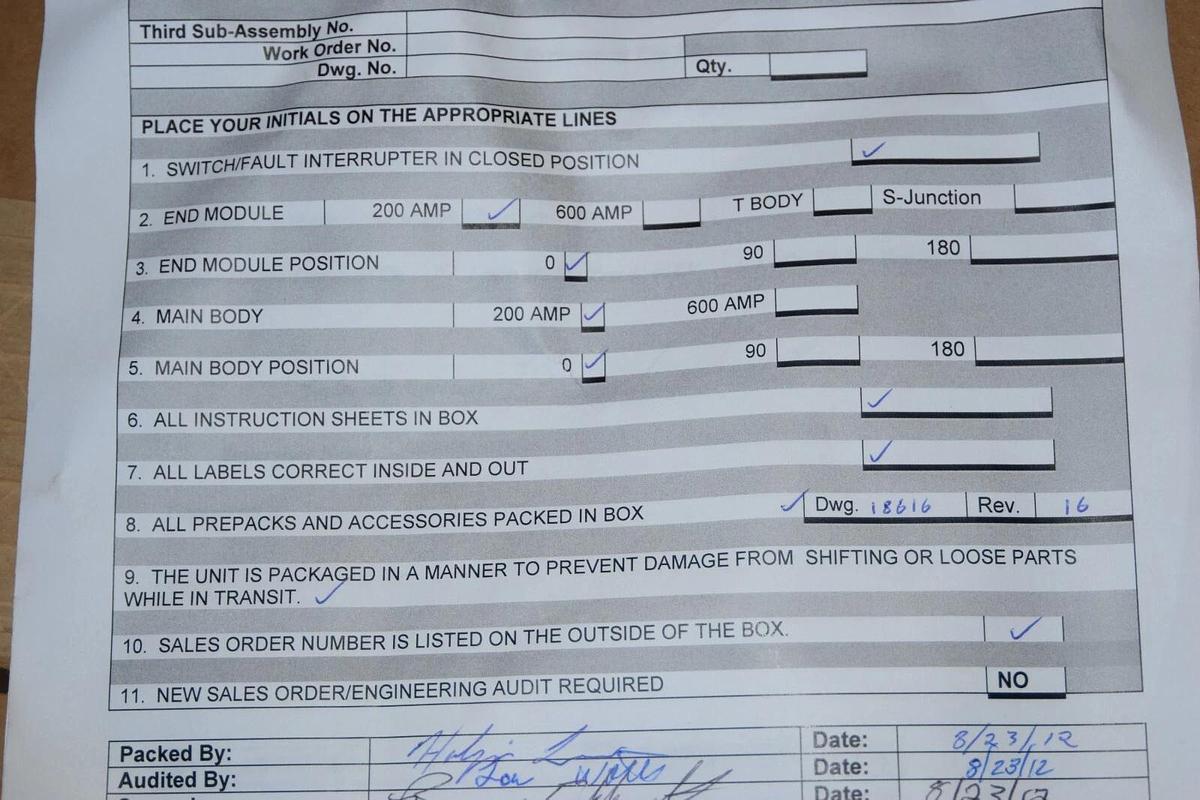 Third Sub-Assembly No.
Work Order No.
Dwg. No. Qty.
PLACE YOUR INITIALS ON THE APPROPRIATE LINES
1. SWITCH/FAULT INTERRUPTER IN CLOSED POSITION ✓
2. END MODULE 200 AMP ✓ 600 AMP T BODY S-Junction
3. END MODULE POSITION 0 ✓ 90 180
4. MAIN BODY 200 AMP ✓ 600 AMP
5. MAIN BODY POSITION 0 ✓ 90 180
6. ALL INSTRUCTION SHEETS IN BOX ✓
7. ALL LABELS CORRECT INSIDE AND OUT ✓
8. ALL PREPACKS AND ACCESSORIES PACKED IN BOX ✓ Dwg. 18616 Rev. 16
9. THE UNIT IS PACKAGED IN A MANNER TO PREVENT DAMAGE FROM SHIFTING OR LOOSE PARTS
WHILE IN TRANSIT. ✓
10. SALES ORDER NUMBER IS LISTED ON THE OUTSIDE OF THE BOX. ✓
11. NEW SALES ORDER/ENGINEERING AUDIT REQUIRED NO
Packed By: Date: 8/23/12
Audited By: Date: 8/23/12
Date: 8/23/12